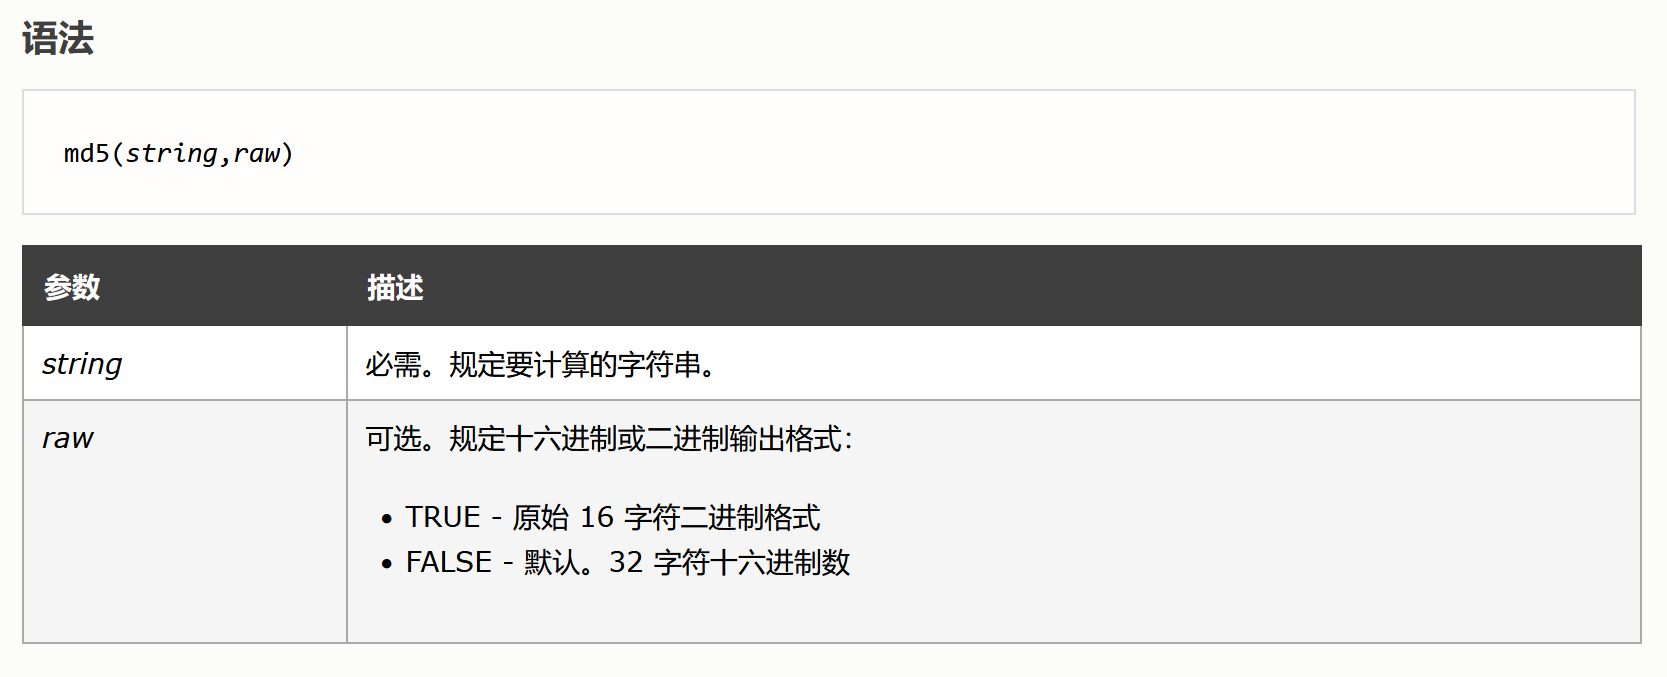 语法
md5(string,raw)
参数 描述
string 必需。规定要计算的字符串。
raw 可选。规定十六进制或二进制输出格式：
• TRUE - 原始 16 字符二进制格式
• FALSE - 默认。32 字符十六进制数